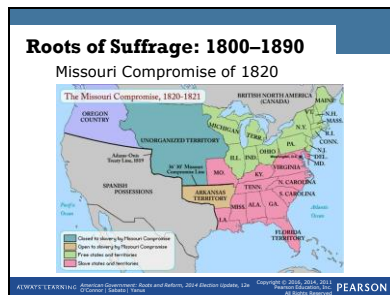 Roots of Suffrage: 1800–1890
Missouri Compromise of 1820
The Missouri Compromise, 1820-1821
BRITISH NORTH AMERICA
(CANADA)
OREGON
COUNTRY
UNORGANIZED TERRITORY
MICHIGAN
TERR.
VT.
MAINE
N.H.
MASS.
N.Y.
R.I.
CONN.
PA.
N.J.
DEL.
MD.
OHIO
ILL.
IND.
Adams-Onís
Treaty Line, 1819
36°30' Missouri
Compromise Line
MO.
KY.
VIRGINIA
N. CAROLINA
TENN.
S. CAROLINA
ARKANSAS
TERRITORY
SPANISH
POSSESSIONS
MISS.
ALA.
GA.
LA.
Pacific
Ocean
Atlantic
Ocean
FLORIDA
TERRITORY
Closed to slavery by Missouri Compromise
Open to slavery by Missouri Compromise
Free states and territories
Slave states and territories
ALWAYS LEARNING
American Government: Roots and Reform, 2014 Election Update, 12e
O'Connor | Sabato | Yanus
Copyright © 2016, 2014, 2011
Pearson Education, Inc.
All Rights Reserved
PEARSON